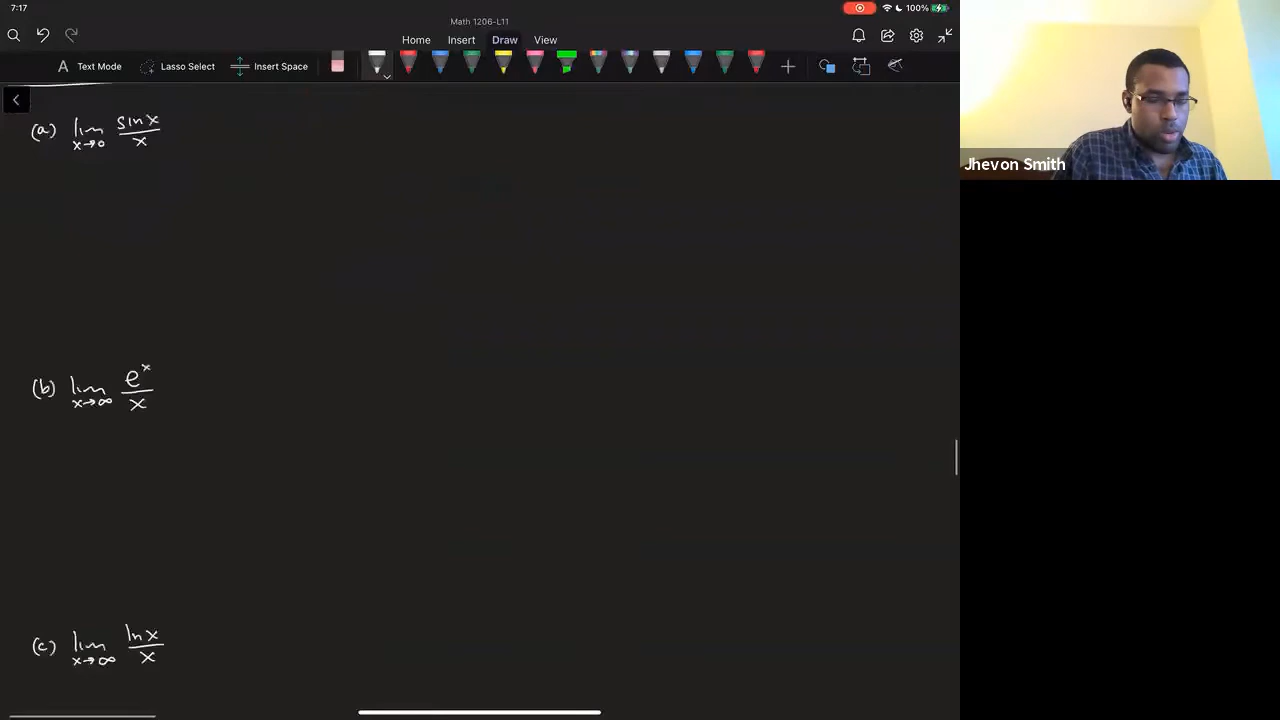 7:17
Math 1206-L11
100%
Home Insert Draw View
A Text Mode Lasso Select Insert Space
(a) lim x→0 sin x / x
Jhevon Smith
(b) lim x→∞ e^x / x
(c) lim x→∞ ln x / x